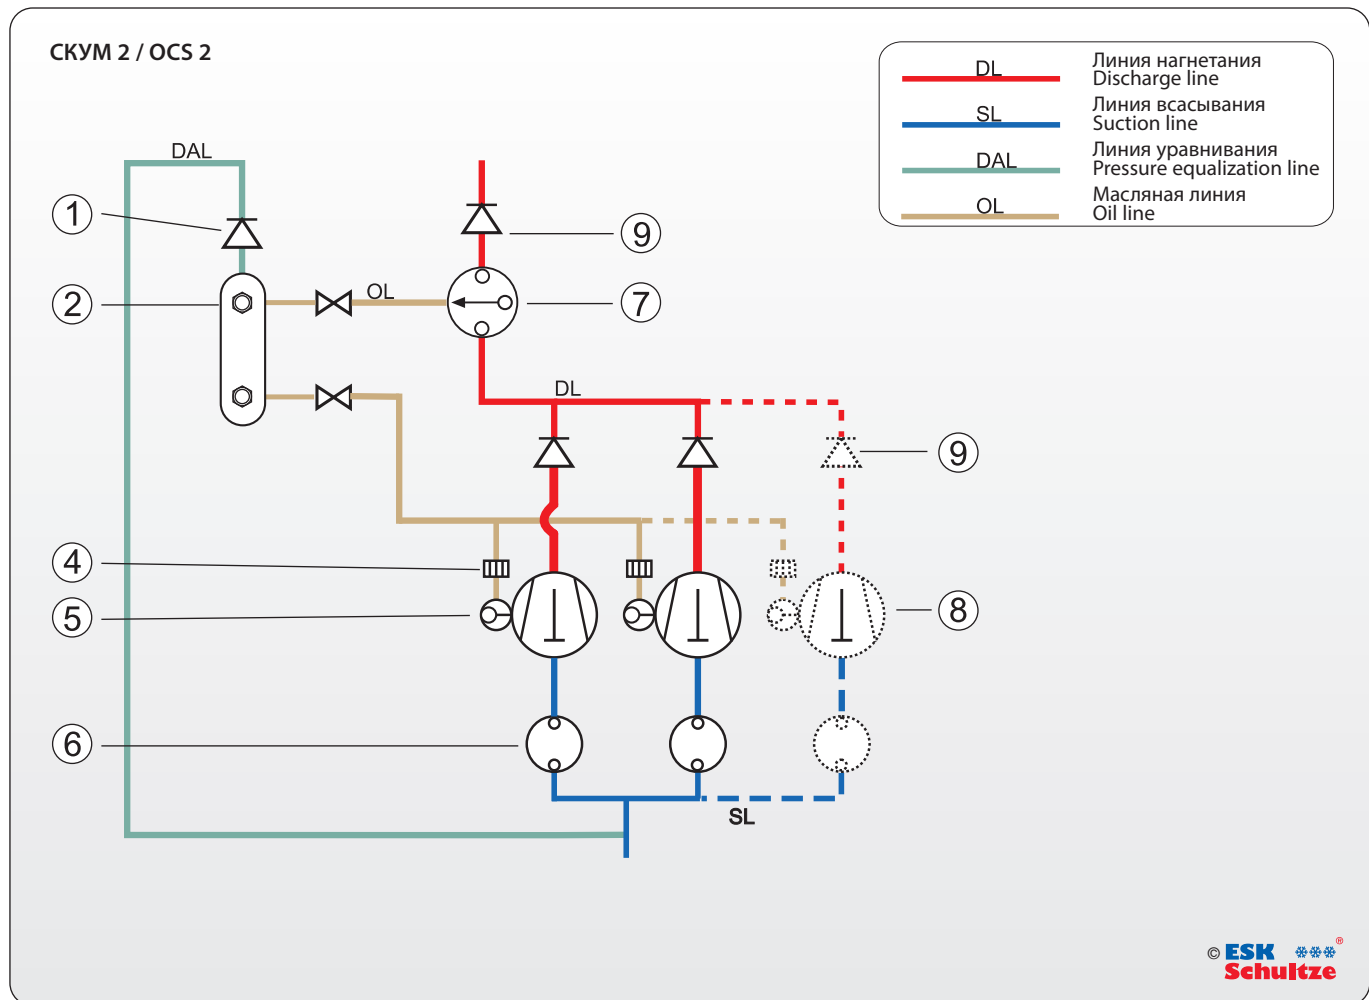 СКУМ 2 / OCS 2
DL
Линия нагнетания
Discharge line
SL
Линия всасывания
Suction line
DAL
Линия уравнивания
Pressure equalization line
OL
Масляная линия
Oil line
DAL
1
9
2
OL
7
DL
9
4
5
8
6
SL
© ESK ®
Schultze